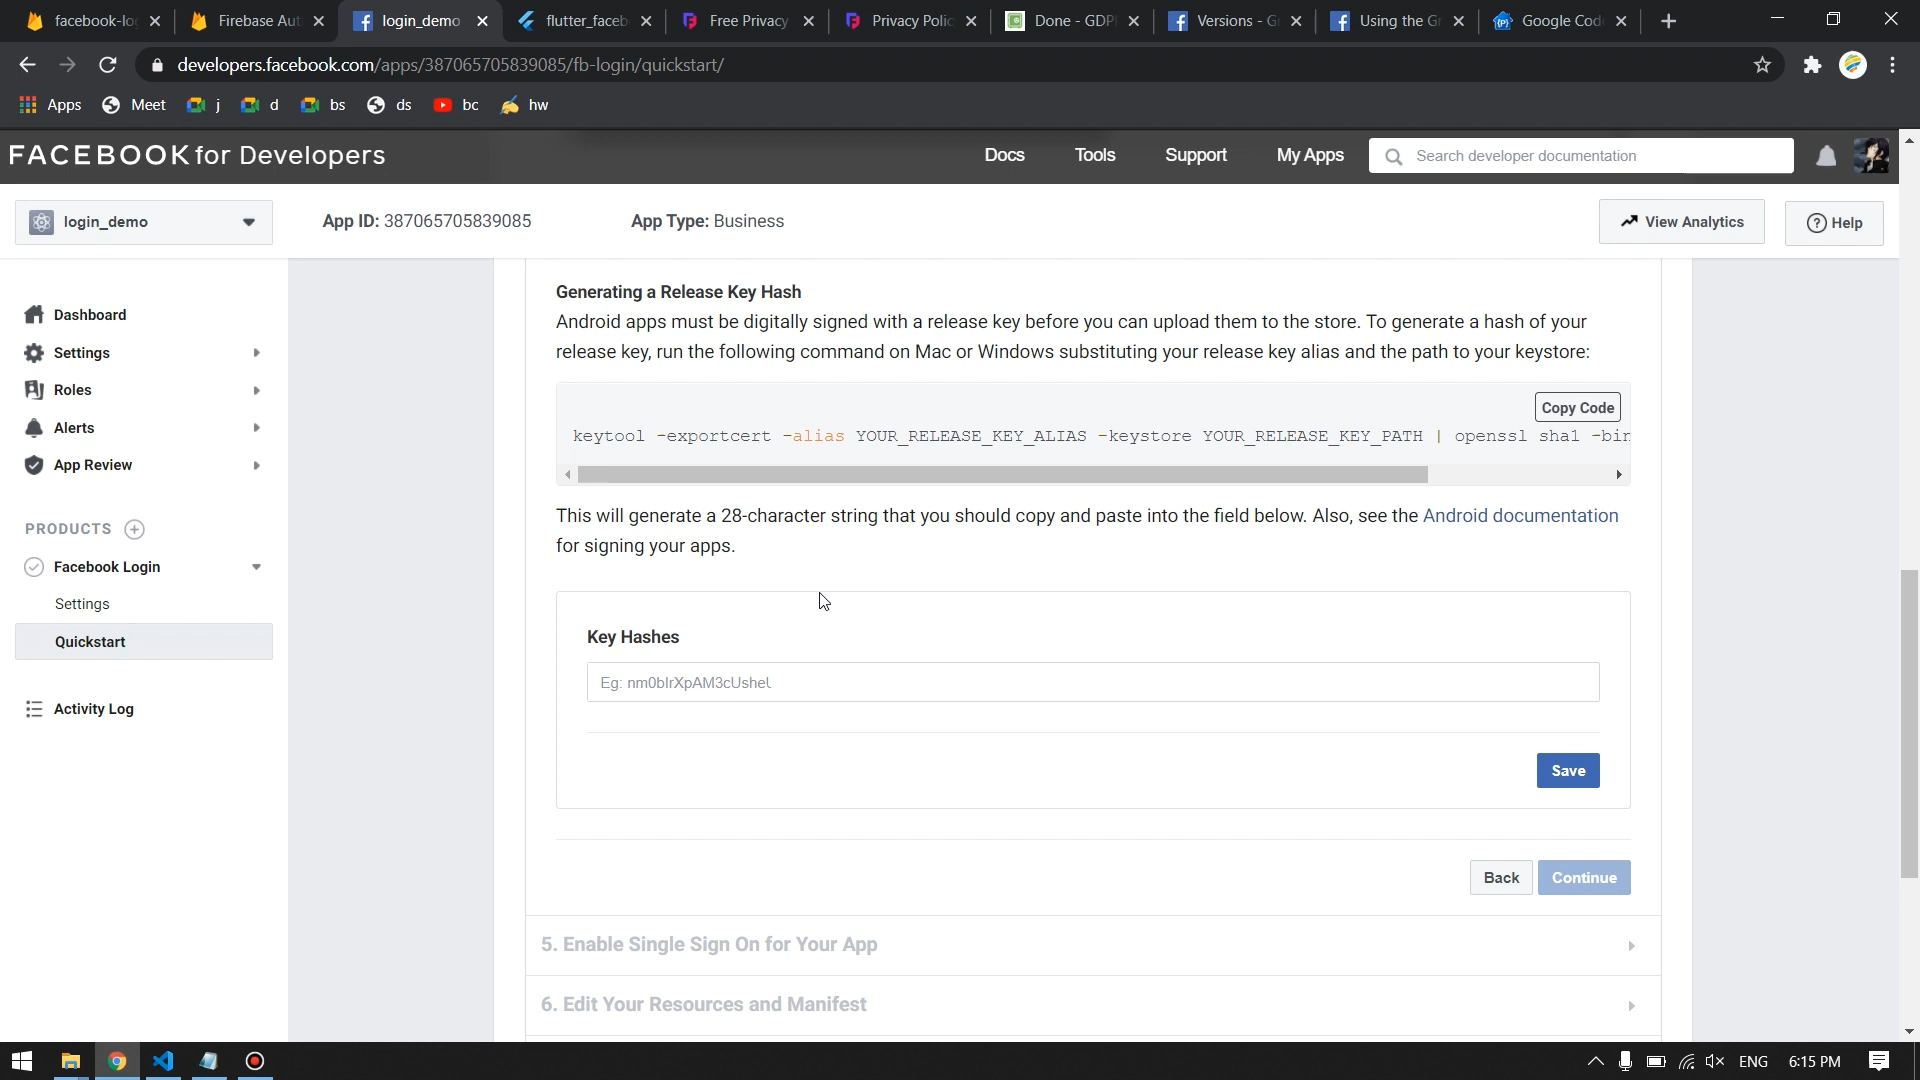 facebook-lo
Firebase Aut
login_demo
flutter_faceb
Free Privacy
Privacy Polic
Done - GDP
Versions - G
Using the Gr
Google Cod
developers.facebook.com/apps/387065705839085/fb-login/quickstart/
Apps
Meet
j
d
bs
ds
bc
hw
FACEBOOK for Developers
Docs
Tools
Support
My Apps
Search developer documentation
login_demo
App ID: 387065705839085
App Type: Business
View Analytics
Help
Dashboard
Settings
Roles
Alerts
App Review
PRODUCTS
Facebook Login
Settings
Quickstart
Activity Log
Generating a Release Key Hash
Android apps must be digitally signed with a release key before you can upload them to the store. To generate a hash of your
release key, run the following command on Mac or Windows substituting your release key alias and the path to your keystore:
Copy Code
keytool -exportcert -alias YOUR_RELEASE_KEY_ALIAS -keystore YOUR_RELEASE_KEY_PATH | openssl sha1 -bin
This will generate a 28-character string that you should copy and paste into the field below. Also, see the Android documentation
for signing your apps.
Key Hashes
Eg: nm0blrXpAM3cUsheL
Save
Back
Continue
5. Enable Single Sign On for Your App
6. Edit Your Resources and Manifest
ENG
6:15 PM